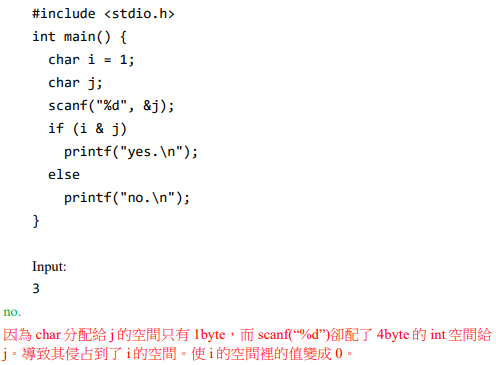 #include <stdio.h>
int main() {
  char i = 1;
  char j;
  scanf("%d", &j);
  if (i & j)
    printf("yes.\n");
  else
    printf("no.\n");
}
Input:
3
no.
因為 char 分配給 j 的空間只有 1byte，而 scanf(“%d”)卻配了 4byte 的 int 空間給
j。導致其侵占到了 i 的空間。使 i 的空間裡的值變成 0。